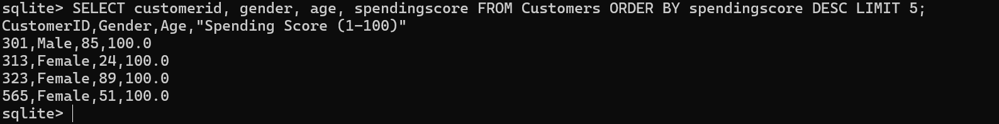 sqlite> SELECT customerid, gender, age, spendingscore FROM Customers ORDER BY spendingscore DESC LIMIT 5;
CustomerID,Gender,Age,"Spending Score (1-100)"
301,Male,85,100.0
313,Female,24,100.0
323,Female,89,100.0
565,Female,51,100.0
sqlite>